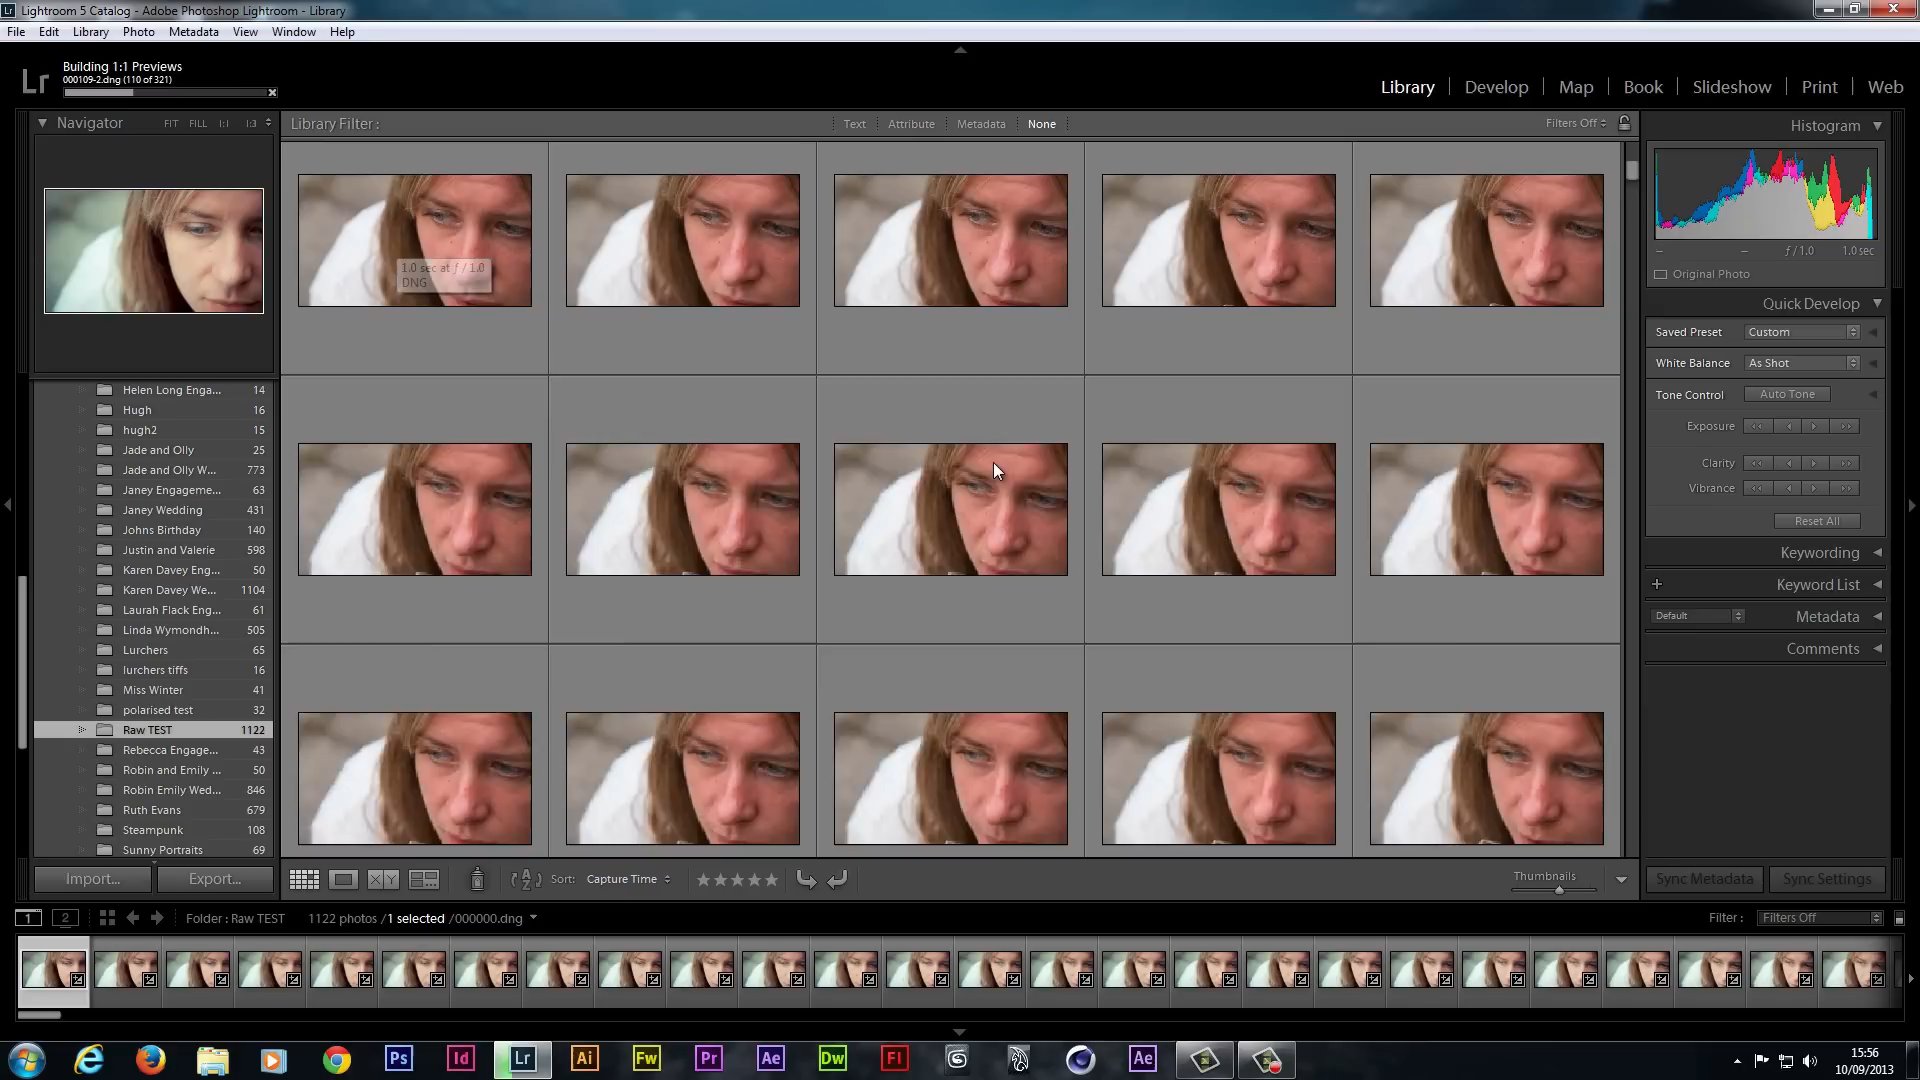 Lr Lightroom 5 Catalog - Adobe Photoshop Lightroom - Library
File Edit Library Photo Metadata View Window Help
Lr
Building 1:1 Previews
000109-2.dng (110 of 321)
Library Develop Map Book Slideshow Print Web
Navigator FIT FILL 1:1 1:3
Library Filter : Text Attribute Metadata None Filters Off
Histogram
1.0 sec at ƒ / 1.0
DNG
ƒ / 1.0 1.0 sec
Original Photo
Quick Develop
Saved Preset Custom
White Balance As Shot
Tone Control Auto Tone
Exposure
Clarity
Vibrance
Reset All
Keywording
Keyword List
Default Metadata
Comments
Helen Long Enga... 14
Hugh 16
hugh2 15
Jade and Olly 25
Jade and Olly W... 773
Janey Engageme... 63
Janey Wedding 431
Johns Birthday 140
Justin and Valerie 598
Karen Davey Eng... 50
Karen Davey We... 1104
Laurah Flack Eng... 61
Linda Wymondh... 505
Lurchers 65
lurchers tiffs 16
Miss Winter 41
polarised test 32
Raw TEST 1122
Rebecca Engage... 43
Robin and Emily ... 50
Robin Emily Wed... 846
Ruth Evans 679
Steampunk 108
Sunny Portraits 69
Import... Export...
XY AZ Sort: Capture Time Thumbnails
Sync Metadata Sync Settings
1 2 Folder : Raw TEST 1122 photos / 1 selected / 000000.dng Filter : Filters Off
Ps Id Lr Ai Fw Pr Ae Dw Fl Ae
15:56
10/09/2013